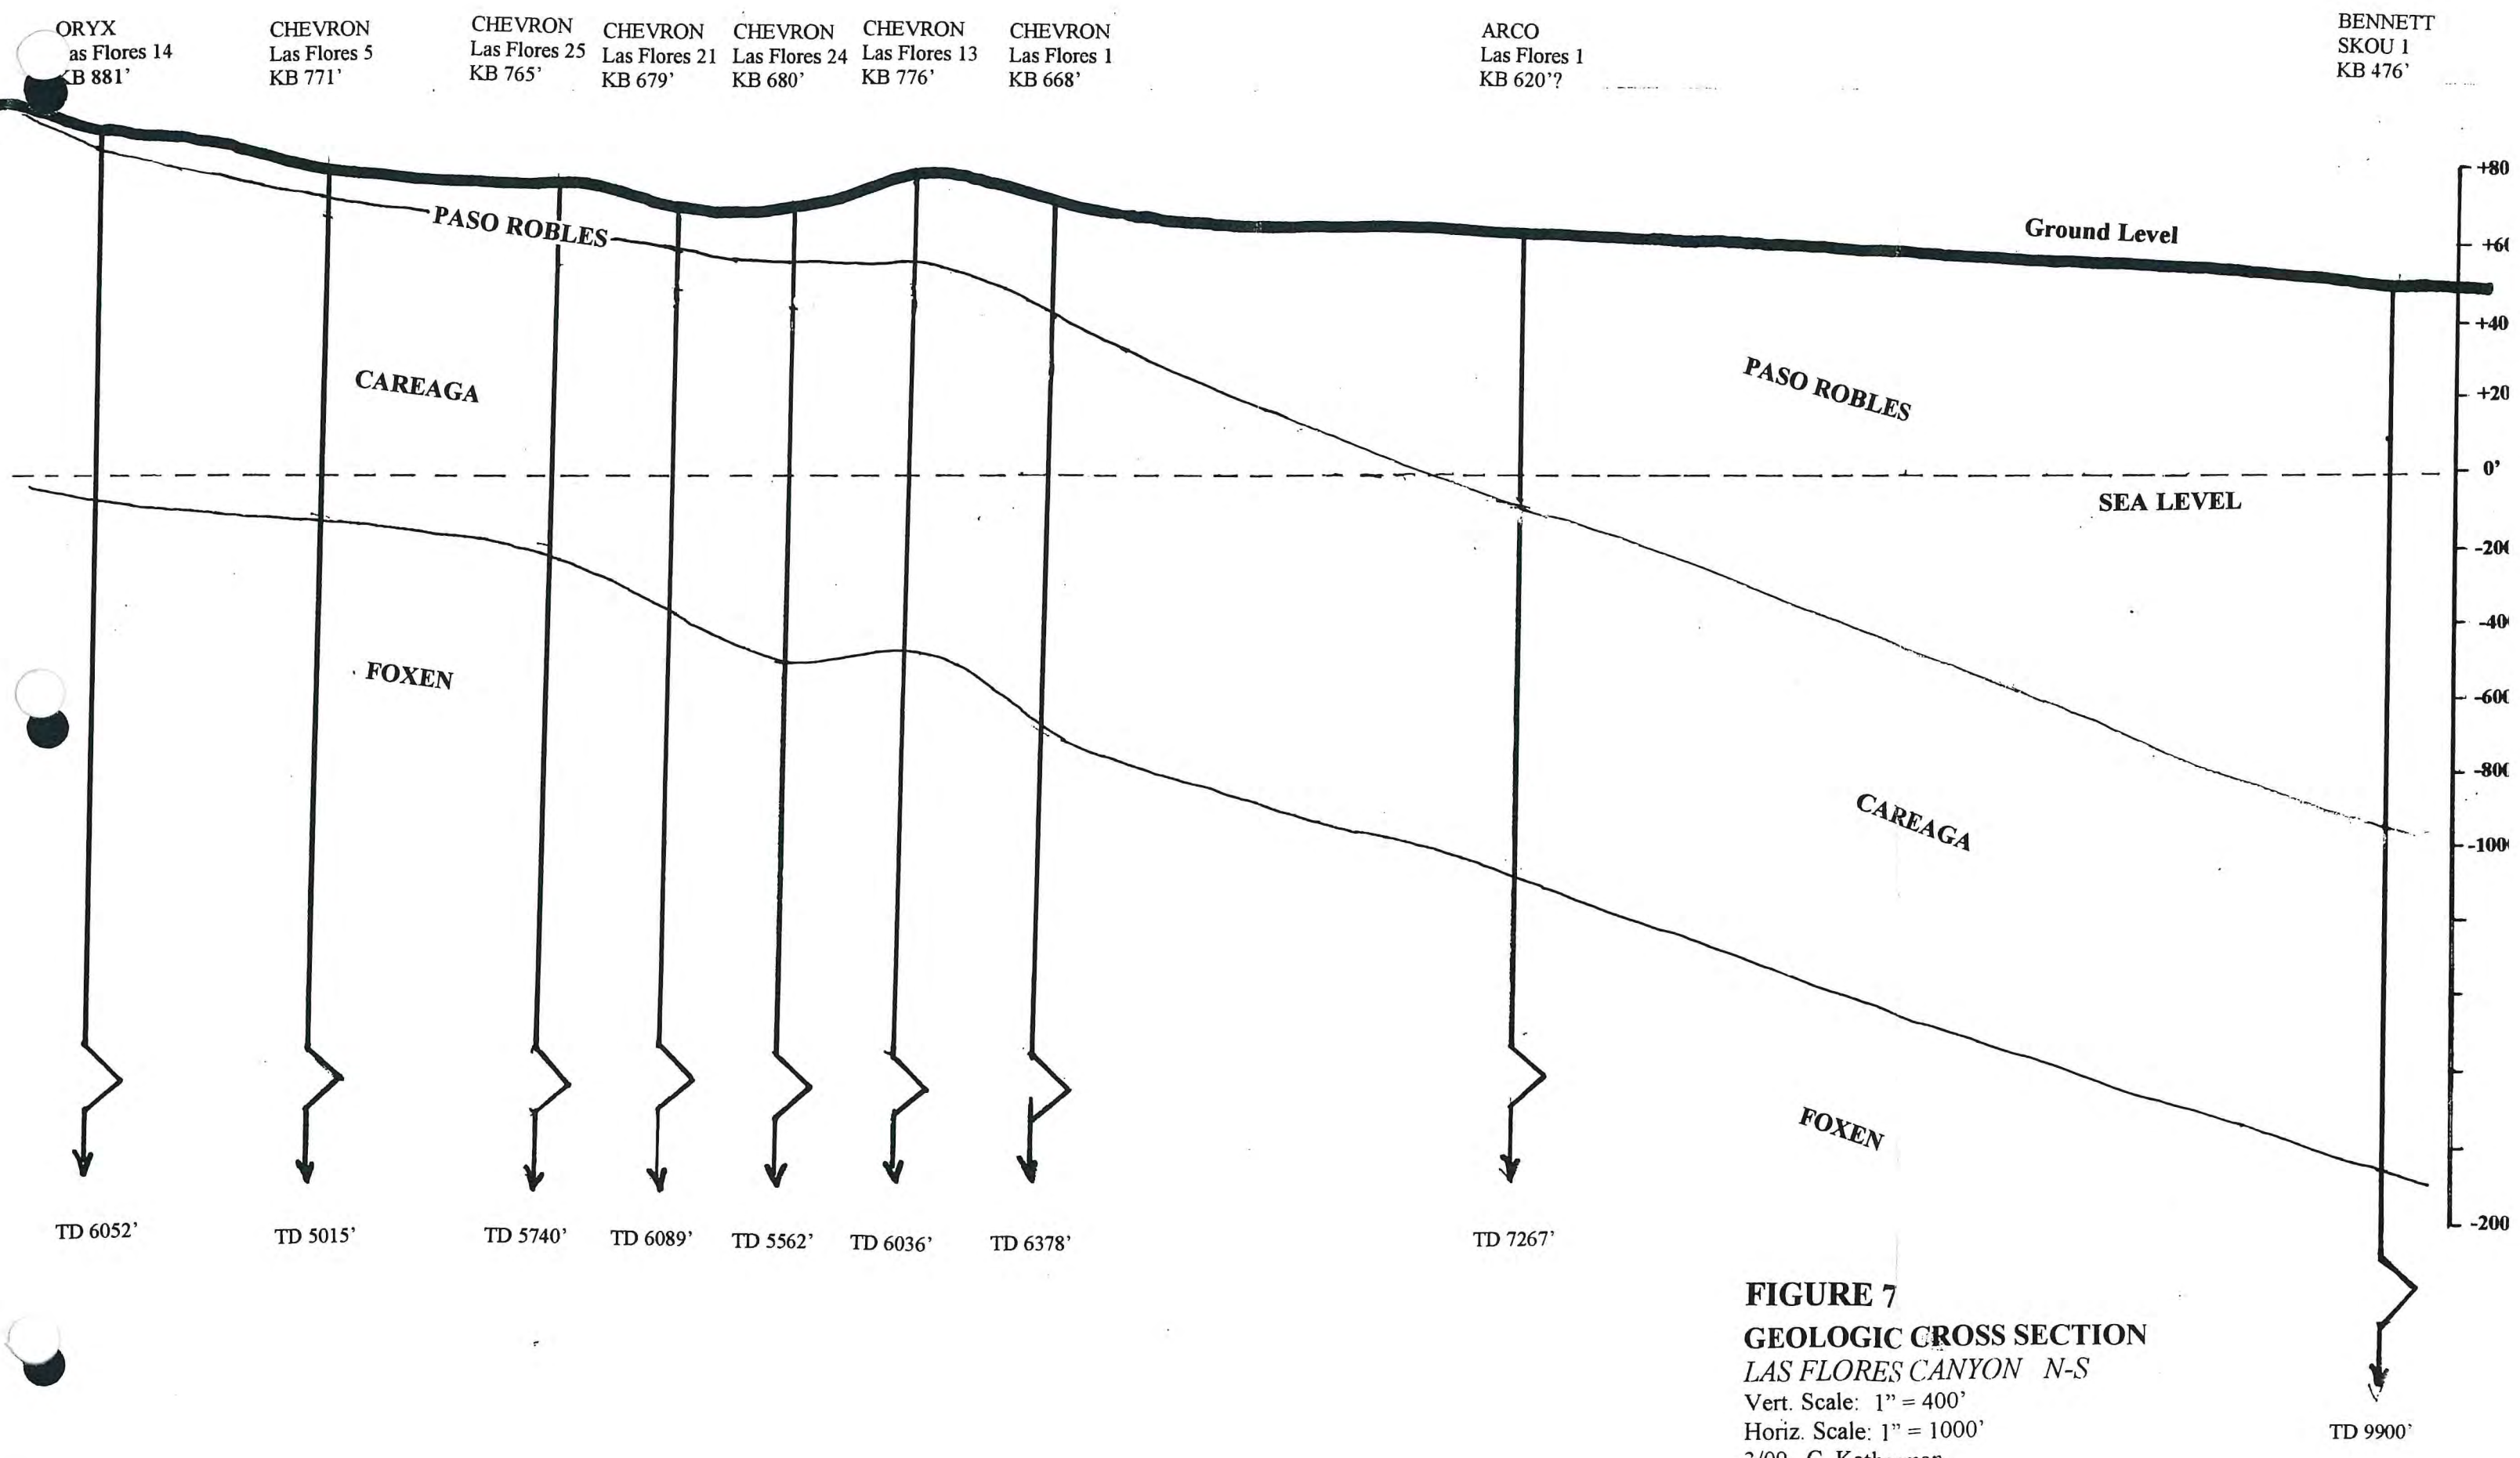 ORYX
as Flores 14
KB 881’
CHEVRON
Las Flores 5
KB 771’
CHEVRON
Las Flores 25
KB 765’
CHEVRON
Las Flores 21
KB 679’
CHEVRON
Las Flores 24
KB 680’
CHEVRON
Las Flores 13
KB 776’
CHEVRON
Las Flores 1
KB 668’
ARCO
Las Flores 1
KB 620’?
BENNETT
SKOU 1
KB 476’
+80
Ground Level
+60
PASO ROBLES
+40
PASO ROBLES
CAREAGA
+20
0’
SEA LEVEL
-200
-400
FOXEN
-600
-800
CAREAGA
-1000
FOXEN
-200
TD 6052’
TD 5015’
TD 5740’
TD 6089’
TD 5562’
TD 6036’
TD 6378’
TD 7267’
FIGURE 7
GEOLOGIC CROSS SECTION
LAS FLORES CANYON N-S
Vert. Scale: 1” = 400’
Horiz. Scale: 1” = 1000’
TD 9900’